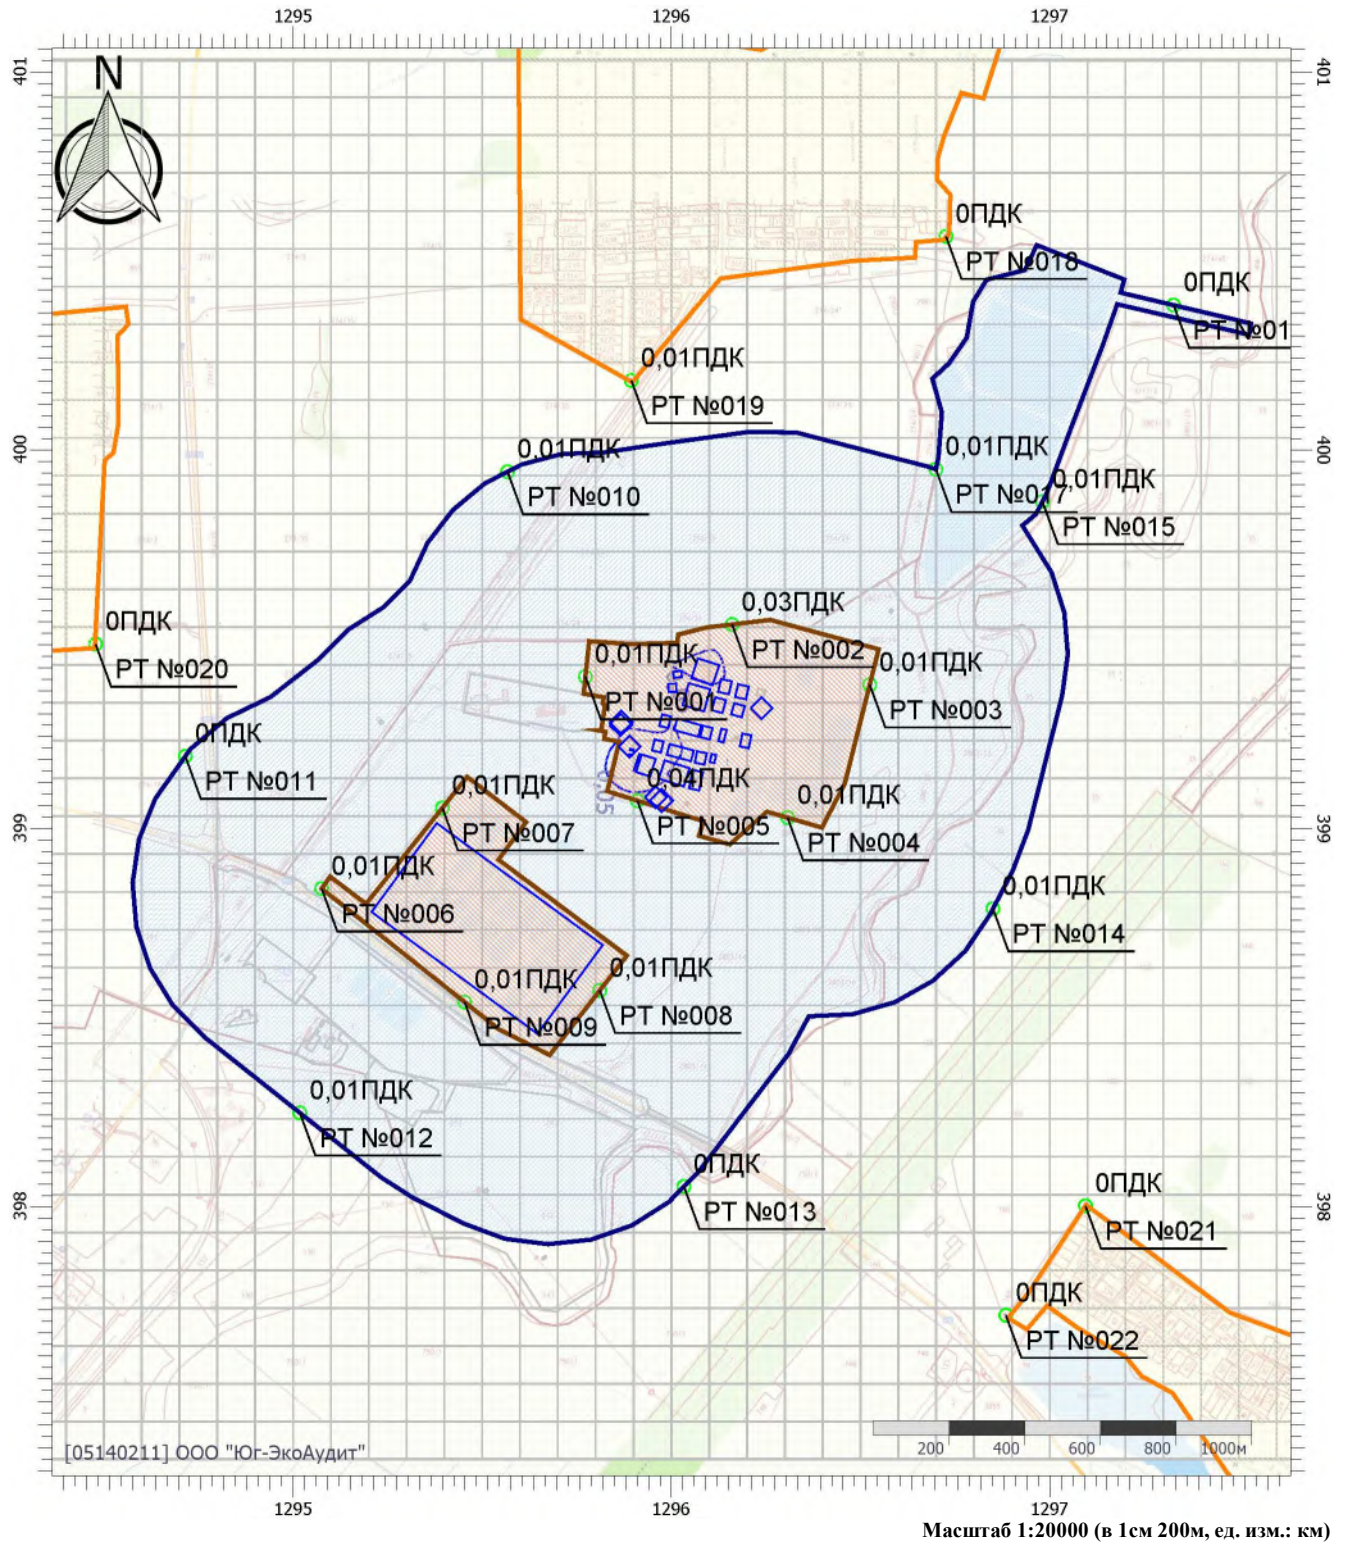 1295 1296 1297
401 401
N
0ПДК
РТ №018
0ПДК
РТ №01
0,01ПДК
РТ №019
400 400
0,01ПДК
РТ №010
0,01ПДК
РТ №017
0,01ПДК
РТ №015
0ПДК
РТ №020
0,03ПДК
РТ №002
0,01ПДК
РТ №001
0,01ПДК
РТ №003
0ПДК
РТ №011
0,05
0,04ПДК
РТ №005
0,01ПДК
РТ №007
0,01ПДК
РТ №004
399 399
0,01ПДК
РТ №006
0,01ПДК
РТ №014
0,01ПДК
РТ №009
0,01ПДК
РТ №008
0,01ПДК
РТ №012
0ПДК
РТ №013
398 398
0ПДК
РТ №021
0ПДК
РТ №022
200 400 600 800 1000м
[05140211] ООО "Юг-ЭкоАудит"
1295 1296 1297
Масштаб 1:20000 (в 1см 200м, ед. изм.: км)